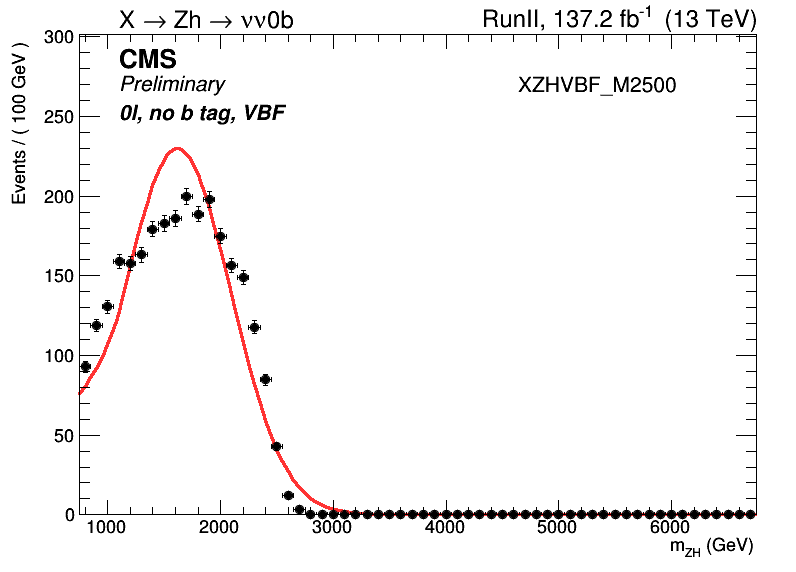 X → Zh → νν0b
RunII, 137.2 fb⁻¹ (13 TeV)
CMS
Preliminary
0l, no b tag, VBF
XZHVBF_M2500
Events / ( 100 GeV )
300
250
200
150
100
50
0
1000 2000 3000 4000 5000 6000
m_ZH (GeV)